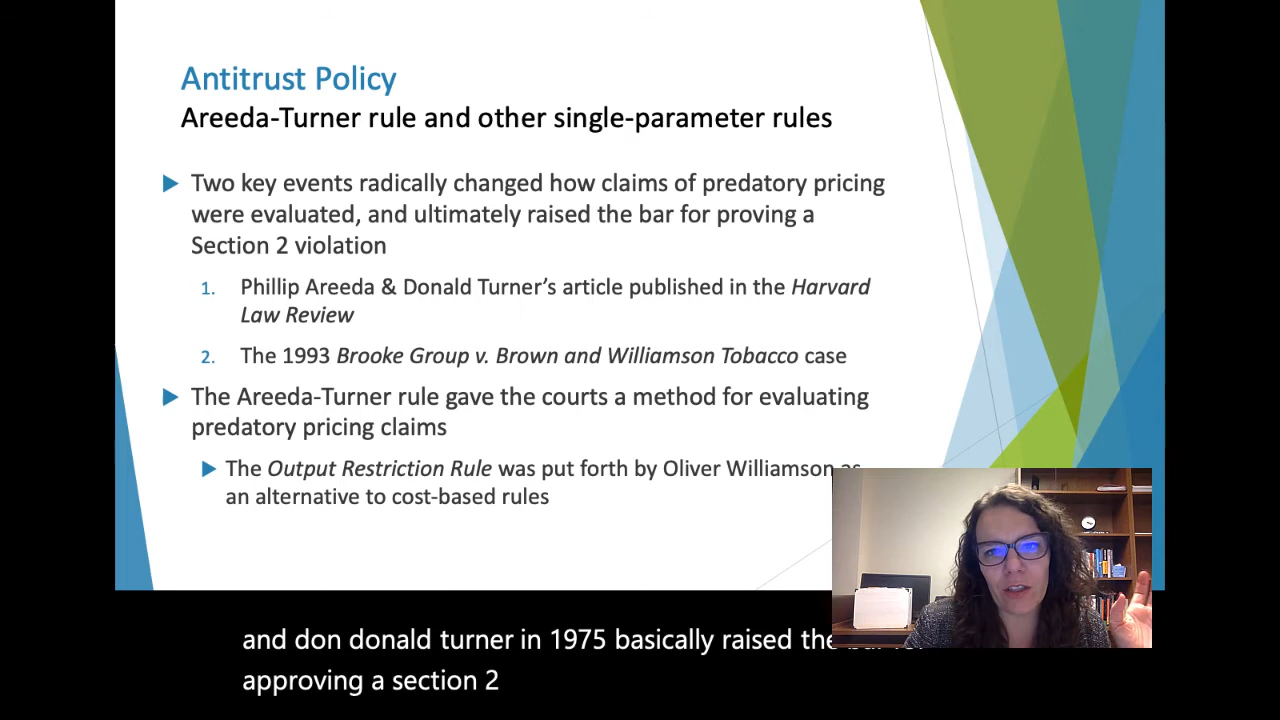 Antitrust Policy
Areeda-Turner rule and other single-parameter rules
Two key events radically changed how claims of predatory pricing
were evaluated, and ultimately raised the bar for proving a
Section 2 violation
1. Phillip Areeda & Donald Turner's article published in the Harvard
Law Review
2. The 1993 Brooke Group v. Brown and Williamson Tobacco case
The Areeda-Turner rule gave the courts a method for evaluating
predatory pricing claims
The Output Restriction Rule was put forth by Oliver Williamson as
an alternative to cost-based rules
and don donald turner in 1975 basically raised the
approving a section 2